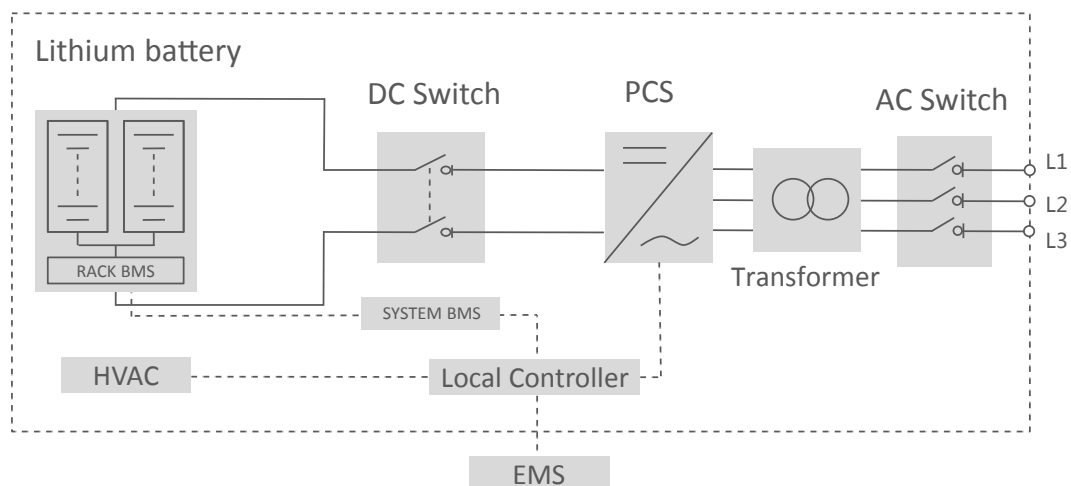 Lithium battery
DC Switch
PCS
AC Switch
L1
L2
L3
RACK BMS
Transformer
SYSTEM BMS
HVAC
Local Controller
EMS